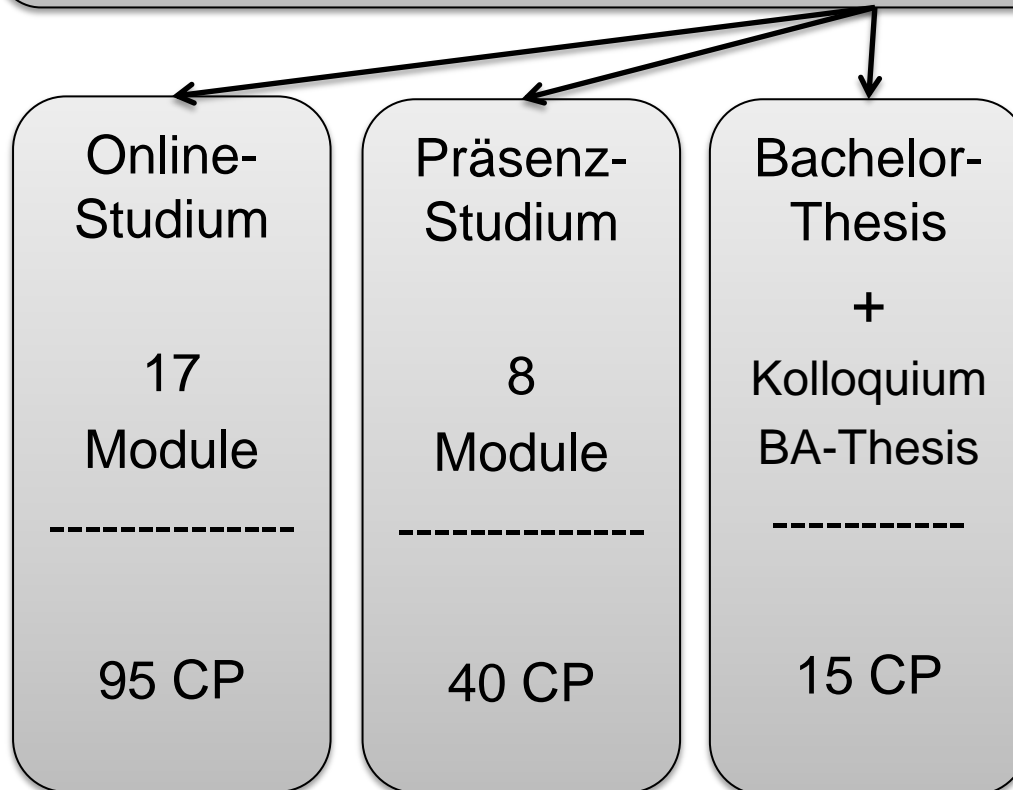 Online-
Studium
17
Module
--------------
95 CP
Präsenz-
Studium
8
Module
--------------
40 CP
Bachelor-
Thesis
+
Kolloquium
BA-Thesis
-----------
15 CP